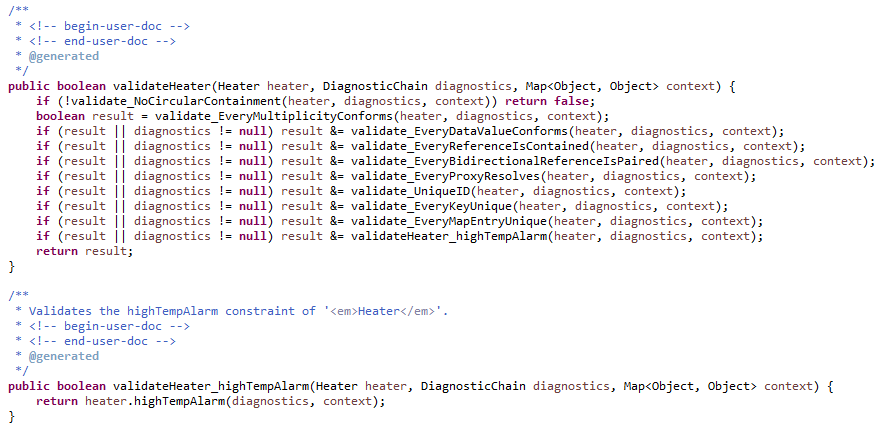 /**
 * <!-- begin-user-doc -->
 * <!-- end-user-doc -->
 * @generated
 */
public boolean validateHeater(Heater heater, DiagnosticChain diagnostics, Map<Object, Object> context) {
    if (!validate_NoCircularContainment(heater, diagnostics, context)) return false;
    boolean result = validate_EveryMultiplicityConforms(heater, diagnostics, context);
    if (result || diagnostics != null) result &= validate_EveryDataValueConforms(heater, diagnostics, context);
    if (result || diagnostics != null) result &= validate_EveryReferenceIsContained(heater, diagnostics, context);
    if (result || diagnostics != null) result &= validate_EveryBidirectionalReferenceIsPaired(heater, diagnostics, context);
    if (result || diagnostics != null) result &= validate_EveryProxyResolves(heater, diagnostics, context);
    if (result || diagnostics != null) result &= validate_UniqueID(heater, diagnostics, context);
    if (result || diagnostics != null) result &= validate_EveryKeyUnique(heater, diagnostics, context);
    if (result || diagnostics != null) result &= validate_EveryMapEntryUnique(heater, diagnostics, context);
    if (result || diagnostics != null) result &= validateHeater_highTempAlarm(heater, diagnostics, context);
    return result;
}

/**
 * Validates the highTempAlarm constraint of '<em>Heater</em>'.
 * <!-- begin-user-doc -->
 * <!-- end-user-doc -->
 * @generated
 */
public boolean validateHeater_highTempAlarm(Heater heater, DiagnosticChain diagnostics, Map<Object, Object> context) {
    return heater.highTempAlarm(diagnostics, context);
}